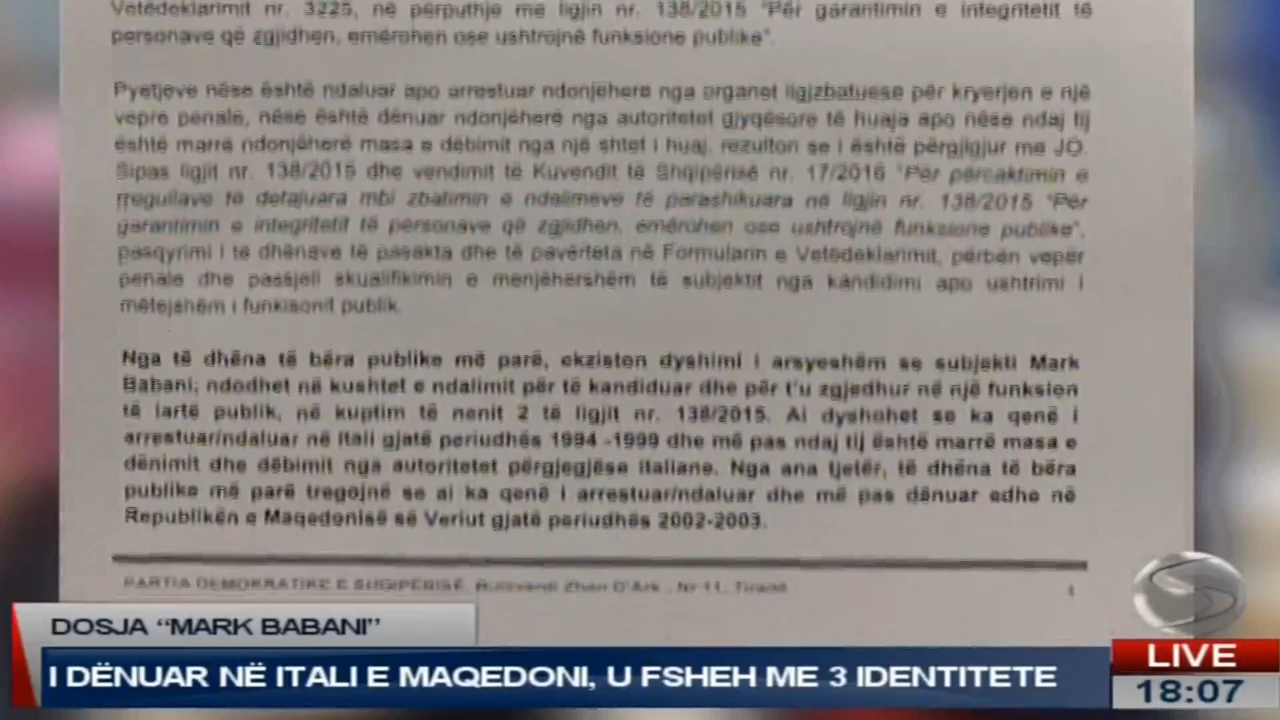 Vetëdeklarimit nr. 3225, në përputhje me ligjin nr. 138/2015 "Për garantimin e integritetit të
personave që zgjidhen, emërohen ose ushtrojnë funksione publike".
Pyetjeve nëse është ndaluar apo arrestuar ndonjëherë nga organet ligjzbatuese për kryerjen e një
vepre penale, nëse është dënuar ndonjëherë nga autoritetet gjyqësore të huaja apo nëse ndaj tij
është marrë ndonjëherë masa e dëbimit nga një shtet i huaj, rezulton se i është përgjigjur me JO.
Sipas ligjit nr. 138/2015 dhe vendimit të Kuvendit të Shqipërisë nr. 17/2016 "Për përcaktimin e
rregullave të detajuara mbi zbatimin e ndalimeve të parashikuara në ligjin nr. 138/2015 "Për
garantimin e integritetit të personave që zgjidhen, emërohen ose ushtrojnë funksione publike",
pasqyrimi i të dhënave të pasakta dhe të pavërteta në Formularin e Vetëdeklarimit, përbën vepër
penale dhe passjell skualifikimin e menjëhershëm të subjektit nga kandidimi apo ushtrimi i
mëtejshëm i funksionit publik.
Nga të dhëna të bëra publike më parë, ekziston dyshimi i arsyeshëm se subjekti Mark
Babani, ndodhet në kushtet e ndalimit për të kandiduar dhe për t'u zgjedhur në një funksion
të lartë publik, në kuptim të nenit 2 të ligjit nr. 138/2015. Ai dyshohet se ka qenë i
arrestuar/ndaluar në Itali gjatë periudhës 1994 -1999 dhe më pas ndaj tij është marrë masa e
dënimit dhe dëbimit nga autoritetet përgjegjëse italiane. Nga ana tjetër, të dhëna të bëra
publike më parë tregojnë se ai ka qenë i arrestuar/ndaluar dhe më pas dënuar edhe në
Republikën e Maqedonisë së Veriut gjatë periudhës 2002-2003.
PARTIA DEMOKRATIKE E SHQIPËRISË, Bulevardi Zhan D'Ark, Nr 11, Tiranë
DOSJA "MARK BABANI"
I DËNUAR NË ITALI E MAQEDONI, U FSHEH ME 3 IDENTITETE
LIVE
18:07